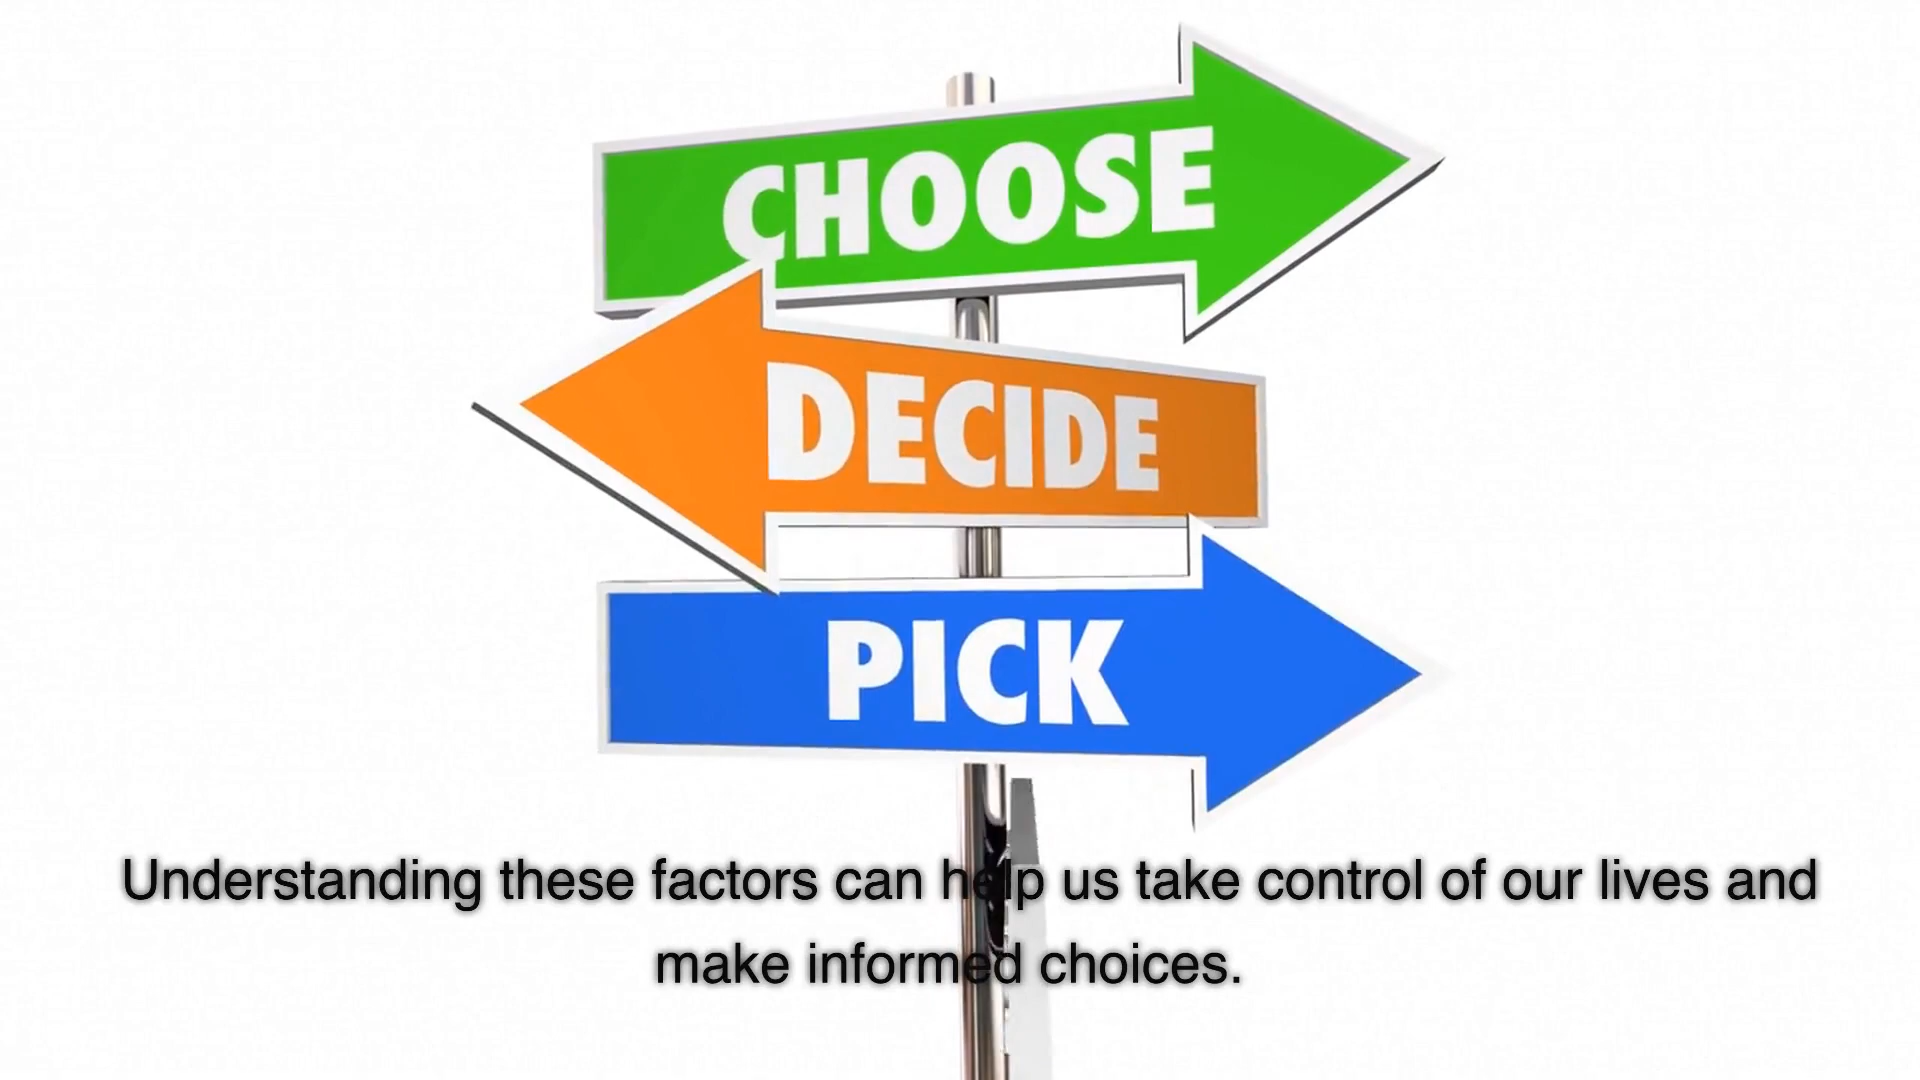 CHOOSE
DECIDE
PICK
Understanding these factors can help us take control of our lives and
make informed choices.